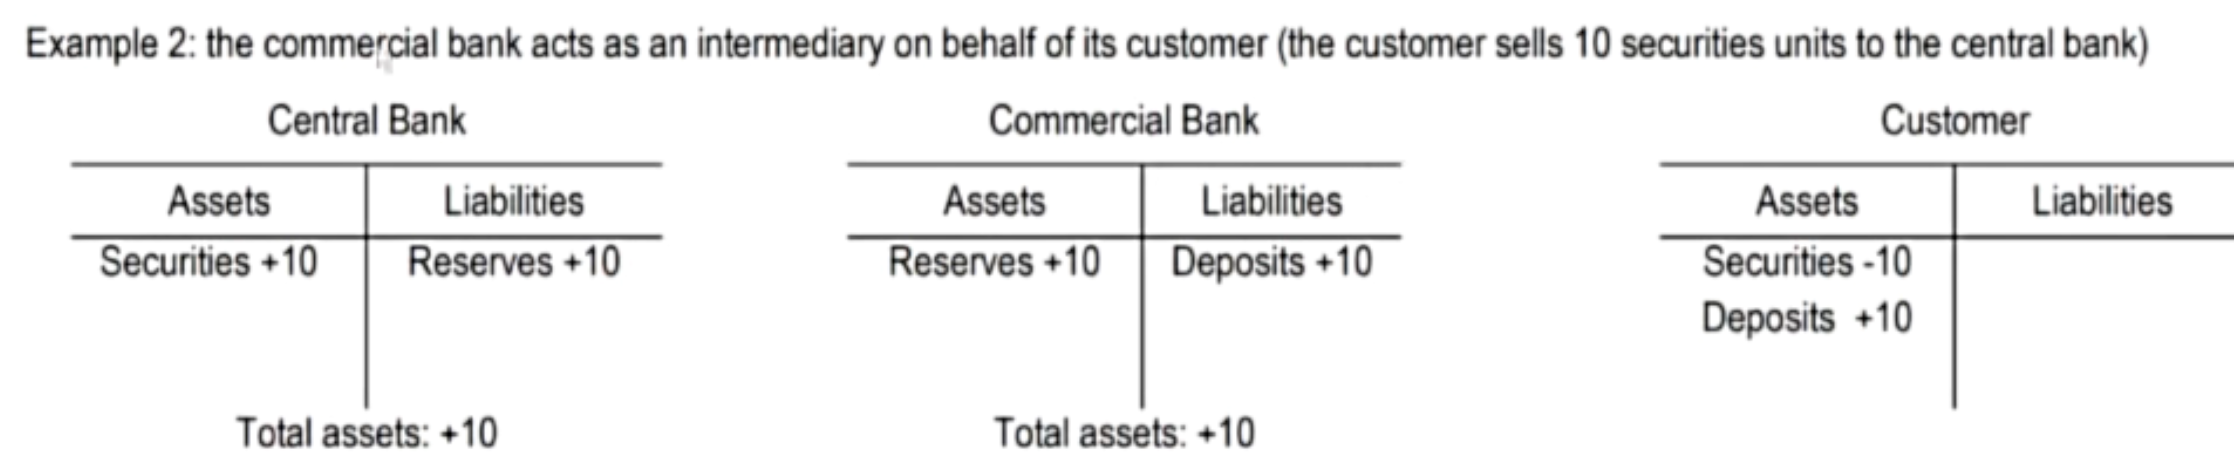 Example 2: the commercial bank acts as an intermediary on behalf of its customer (the customer sells 10 securities units to the central bank)
Central Bank
Assets Liabilities
Securities +10 Reserves +10
Total assets: +10
Commercial Bank
Assets Liabilities
Reserves +10 Deposits +10
Total assets: +10
Customer
Assets Liabilities
Securities -10
Deposits +10